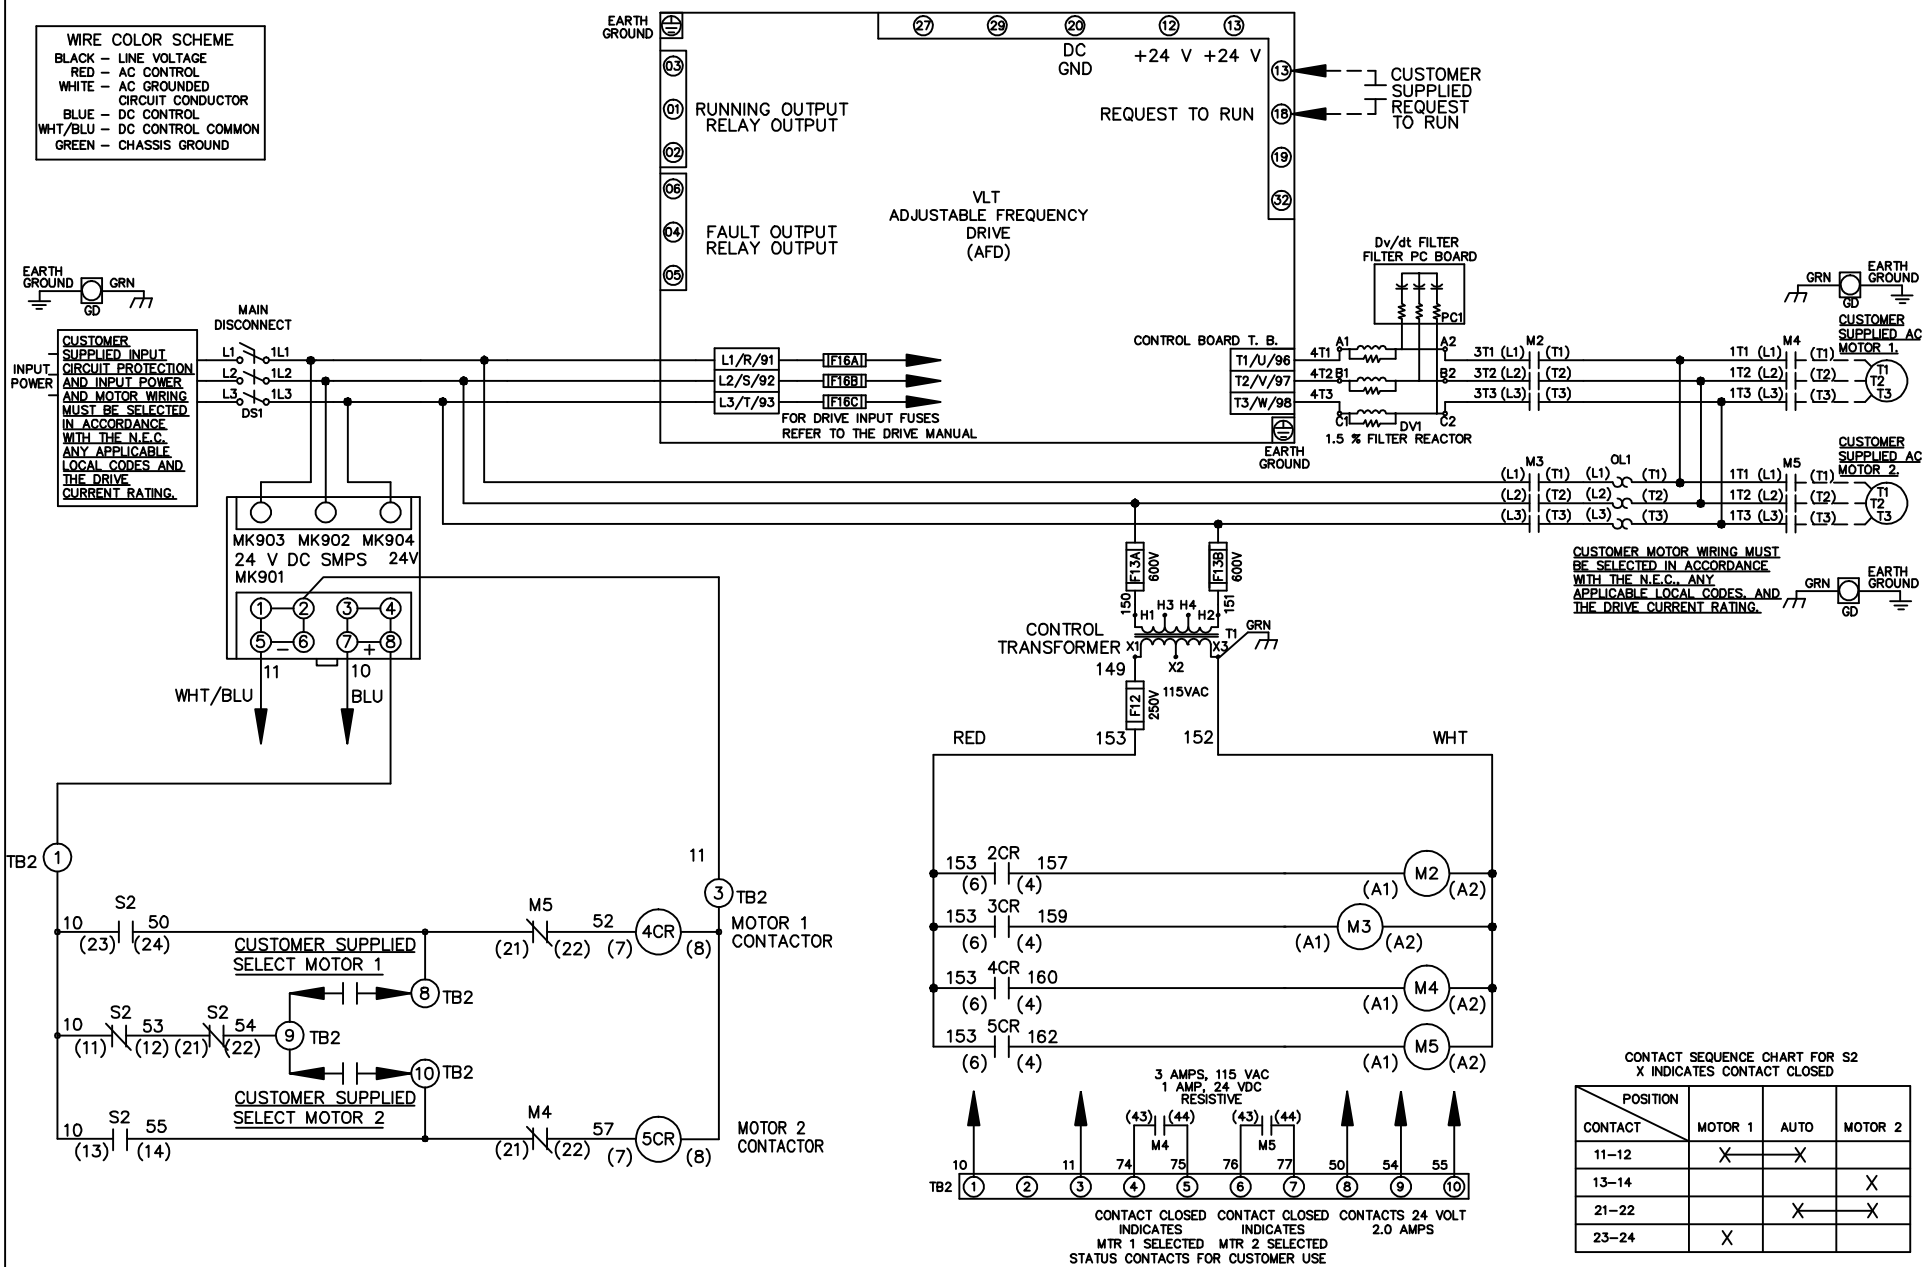 WIRE COLOR SCHEME
BLACK – LINE VOLTAGE
RED – AC CONTROL
WHITE – AC GROUNDED
CIRCUIT CONDUCTOR
BLUE – DC CONTROL
WHT/BLU – DC CONTROL COMMON
GREEN – CHASSIS GROUND
EARTH
GROUND
27 29 20 12 13
DC
GND
+24 V +24 V
03
01
02
RUNNING OUTPUT
RELAY OUTPUT
06
04
05
FAULT OUTPUT
RELAY OUTPUT
VLT
ADJUSTABLE FREQUENCY
DRIVE
(AFD)
REQUEST TO RUN
13
18
19
32
CUSTOMER
SUPPLIED
REQUEST
TO RUN
EARTH
GROUND
GRN
GD
INPUT
POWER
CUSTOMER
SUPPLIED INPUT
CIRCUIT PROTECTION
AND INPUT POWER
AND MOTOR WIRING
MUST BE SELECTED
IN ACCORDANCE
WITH THE N.E.C.
ANY APPLICABLE
LOCAL CODES AND
THE DRIVE
CURRENT RATING.
MAIN
DISCONNECT
L1 1L1
L2 1L2
L3 1L3
DS1
L1/R/91 F16A
L2/S/92 F16B
L3/T/93 F16C
FOR DRIVE INPUT FUSES
REFER TO THE DRIVE MANUAL
CONTROL BOARD T. B.
T1/U/96
T2/V/97
T3/W/98
EARTH
GROUND
Dv/dt FILTER
FILTER PC BOARD
PC1
4T1 A1 A2
4T2 B1 B2
4T3 C1 C2
DV1
1.5 % FILTER REACTOR
M2
3T1 (L1) (T1)
3T2 (L2) (T2)
3T3 (L3) (T3)
M4
1T1 (L1) (T1)
1T2 (L2) (T2)
1T3 (L3) (T3)
T1
T2
T3
GRN
GD
EARTH
GROUND
CUSTOMER
SUPPLIED AC
MOTOR 1.
M3 OL1
(L1) (T1) (L1) (T1)
(L2) (T2) (L2) (T2)
(L3) (T3) (L3) (T3)
M5
1T1 (L1) (T1)
1T2 (L2) (T2)
1T3 (L3) (T3)
T1
T2
T3
CUSTOMER
SUPPLIED AC
MOTOR 2.
CUSTOMER MOTOR WIRING MUST
BE SELECTED IN ACCORDANCE
WITH THE N.E.C., ANY
APPLICABLE LOCAL CODES, AND
THE DRIVE CURRENT RATING.
GRN
GD
EARTH
GROUND
MK903 MK902 MK904
24 V DC SMPS 24V
MK901
1 2 3 4
5 – 6 7 + 8
11 10
WHT/BLU BLU
F13A 600V
F13B 600V
150 151
H1 H3 H4 H2
CONTROL
TRANSFORMER
X1 X2 X3
T1
GRN
149
F12 250V
115VAC
153 152
RED WHT
TB2 1
11
3 TB2
S2
10 50
(23) (24)
M5
(21) (22)
52
(7) 4CR (8)
MOTOR 1
CONTACTOR
CUSTOMER SUPPLIED
SELECT MOTOR 1
8 TB2
S2 S2
10 53 54
(11) (12) (21) (22)
9 TB2
10 TB2
CUSTOMER SUPPLIED
SELECT MOTOR 2
S2
10 55
(13) (14)
M4
(21) (22)
57
(7) 5CR (8)
MOTOR 2
CONTACTOR
153 2CR 157
(6) (4)
(A1) M2 (A2)
153 3CR 159
(6) (4)
(A1) M3 (A2)
153 4CR 160
(6) (4)
(A1) M4 (A2)
153 5CR 162
(6) (4)
(A1) M5 (A2)
3 AMPS, 115 VAC
1 AMP, 24 VDC
RESISTIVE
(43) (44) (43) (44)
M4 M5
10 11 74 75 76 77 50 54 55
TB2 1 2 3 4 5 6 7 8 9 10
CONTACT CLOSED
INDICATES
MTR 1 SELECTED
CONTACT CLOSED
INDICATES
MTR 2 SELECTED
STATUS CONTACTS FOR CUSTOMER USE
CONTACTS 24 VOLT
2.0 AMPS
CONTACT SEQUENCE CHART FOR S2
X INDICATES CONTACT CLOSED
POSITION
CONTACT MOTOR 1 AUTO MOTOR 2
11–12 X X
13–14 X
21–22 X X
23–24 X